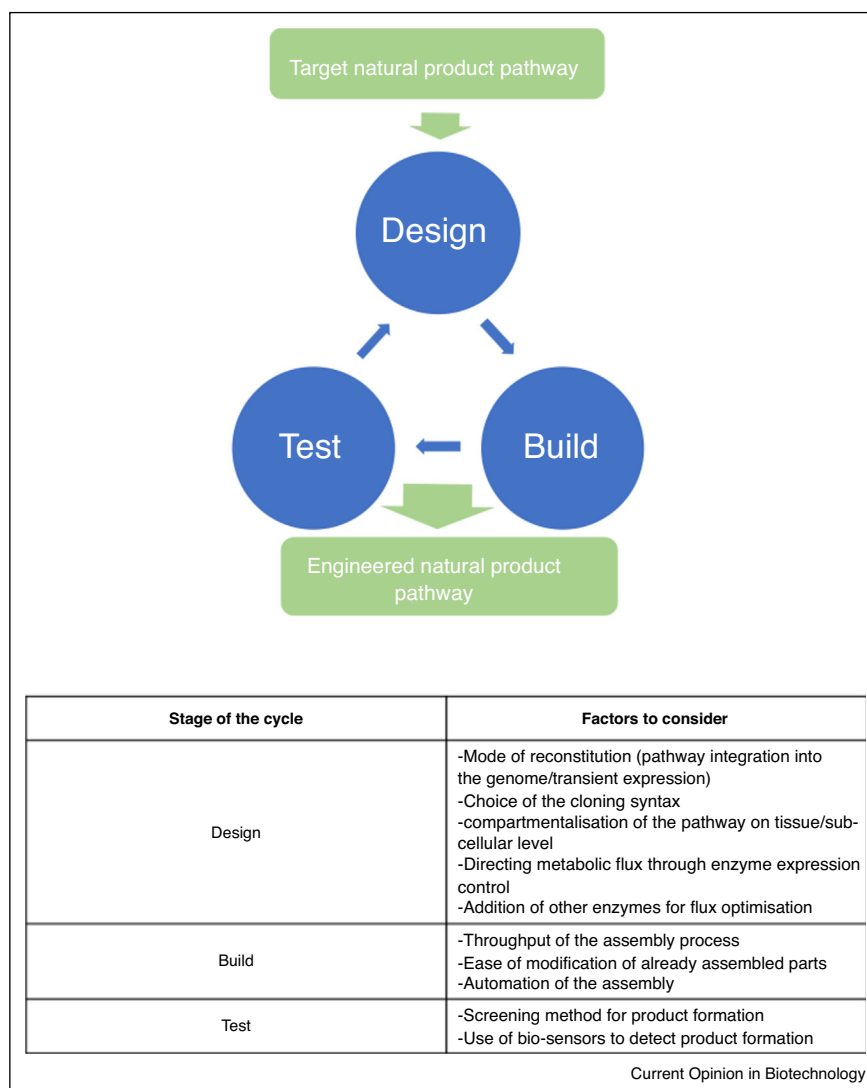 Target natural product pathway
Design
Test
Build
Engineered natural product
pathway
Stage of the cycle
Factors to consider
Design
-Mode of reconstitution (pathway integration into
the genome/transient expression)
-Choice of the cloning syntax
-compartmentalisation of the pathway on tissue/sub-
cellular level
-Directing metabolic flux through enzyme expression
control
-Addition of other enzymes for flux optimisation
Build
-Throughput of the assembly process
-Ease of modification of already assembled parts
-Automation of the assembly
Test
-Screening method for product formation
-Use of bio-sensors to detect product formation
Current Opinion in Biotechnology